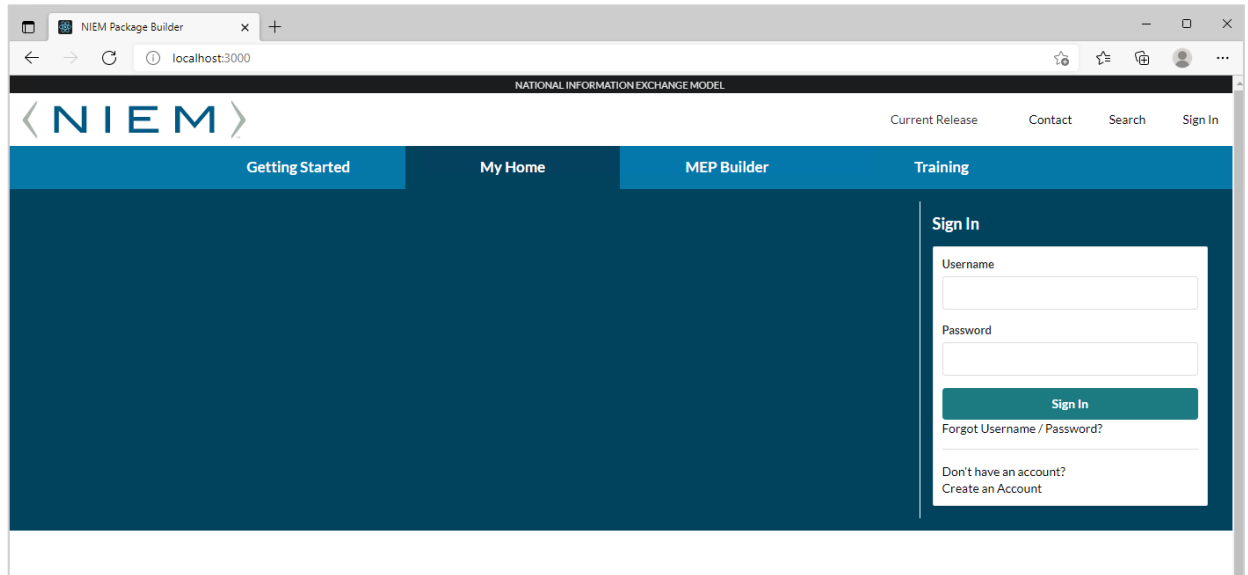 NIEM Package Builder
localhost:3000
NATIONAL INFORMATION EXCHANGE MODEL
NIEM
Current Release Contact Search Sign In
Getting Started My Home MEP Builder Training
Sign In
Username
Password
Sign In
Forgot Username / Password?
Don't have an account?
Create an Account